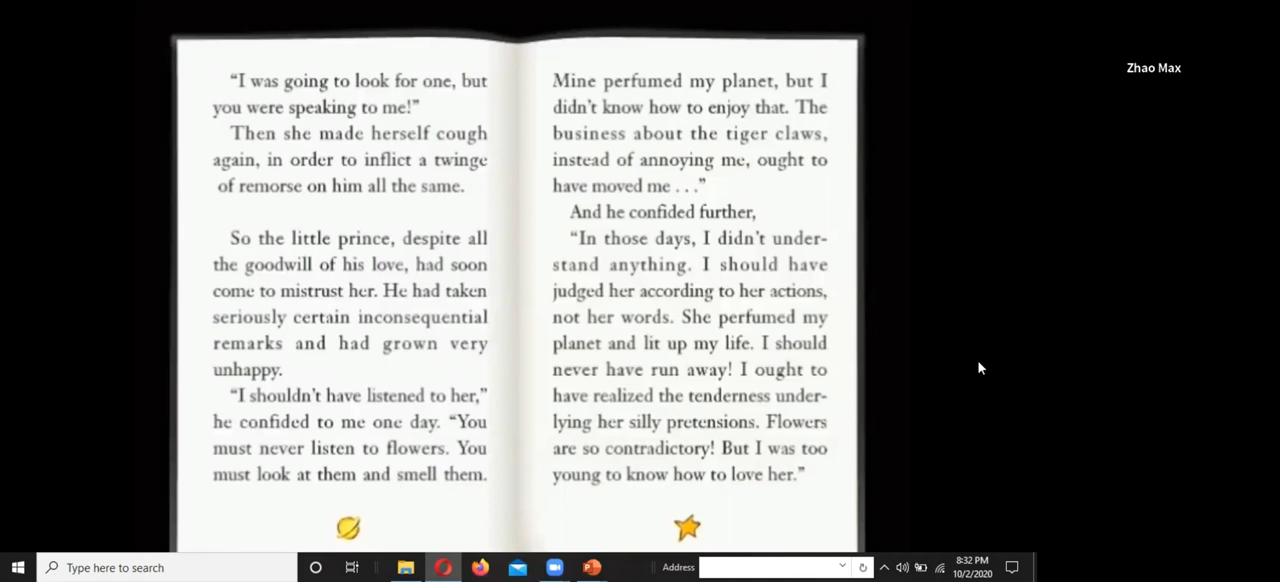 “I was going to look for one, but
you were speaking to me!”
Then she made herself cough
again, in order to inflict a twinge
of remorse on him all the same.
So the little prince, despite all
the goodwill of his love, had soon
come to mistrust her. He had taken
seriously certain inconsequential
remarks and had grown very
unhappy.
“I shouldn’t have listened to her,”
he confided to me one day. “You
must never listen to flowers. You
must look at them and smell them.
Mine perfumed my planet, but I
didn’t know how to enjoy that. The
business about the tiger claws,
instead of annoying me, ought to
have moved me . . .”
And he confided further,
“In those days, I didn’t under-
stand anything. I should have
judged her according to her actions,
not her words. She perfumed my
planet and lit up my life. I should
never have run away! I ought to
have realized the tenderness under-
lying her silly pretensions. Flowers
are so contradictory! But I was too
young to know how to love her.”
Zhao Max
Type here to search
Address
8:32 PM
10/2/2020